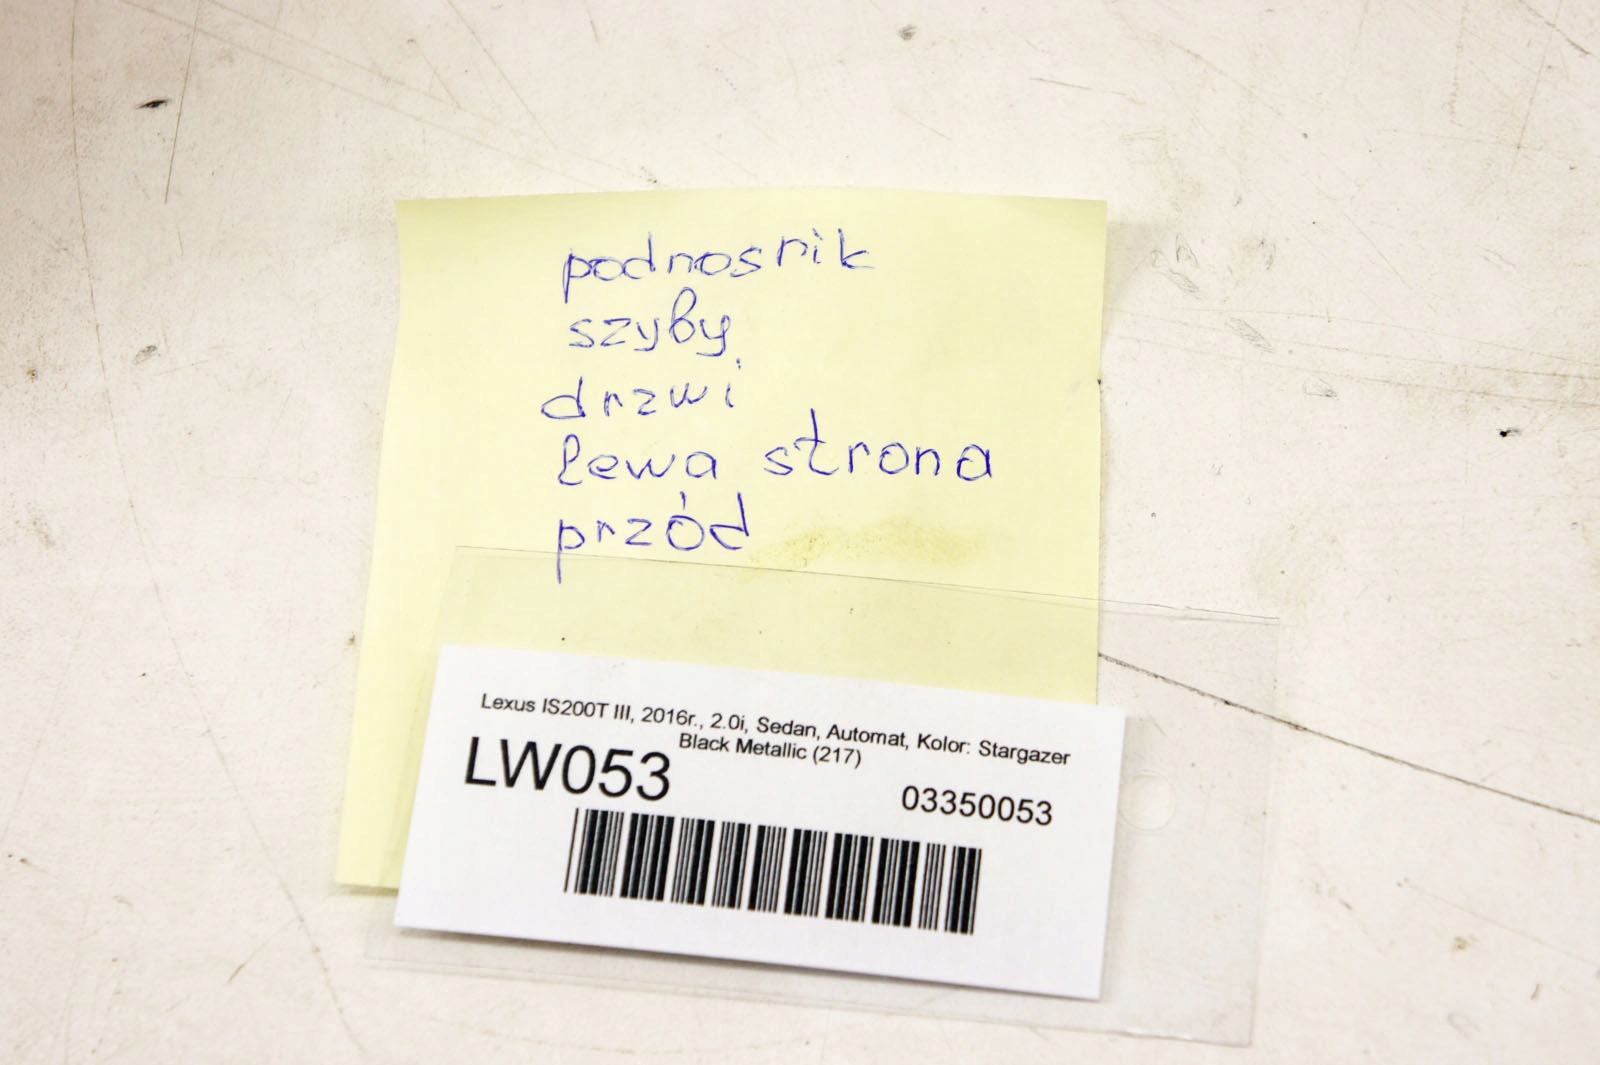 podnosnik
szyby
drzwi
lewa strona
przód
Lexus IS200T III, 2016r., 2.0i, Sedan, Automat, Kolor: Stargazer
Black Metallic (217)
LW053
03350053